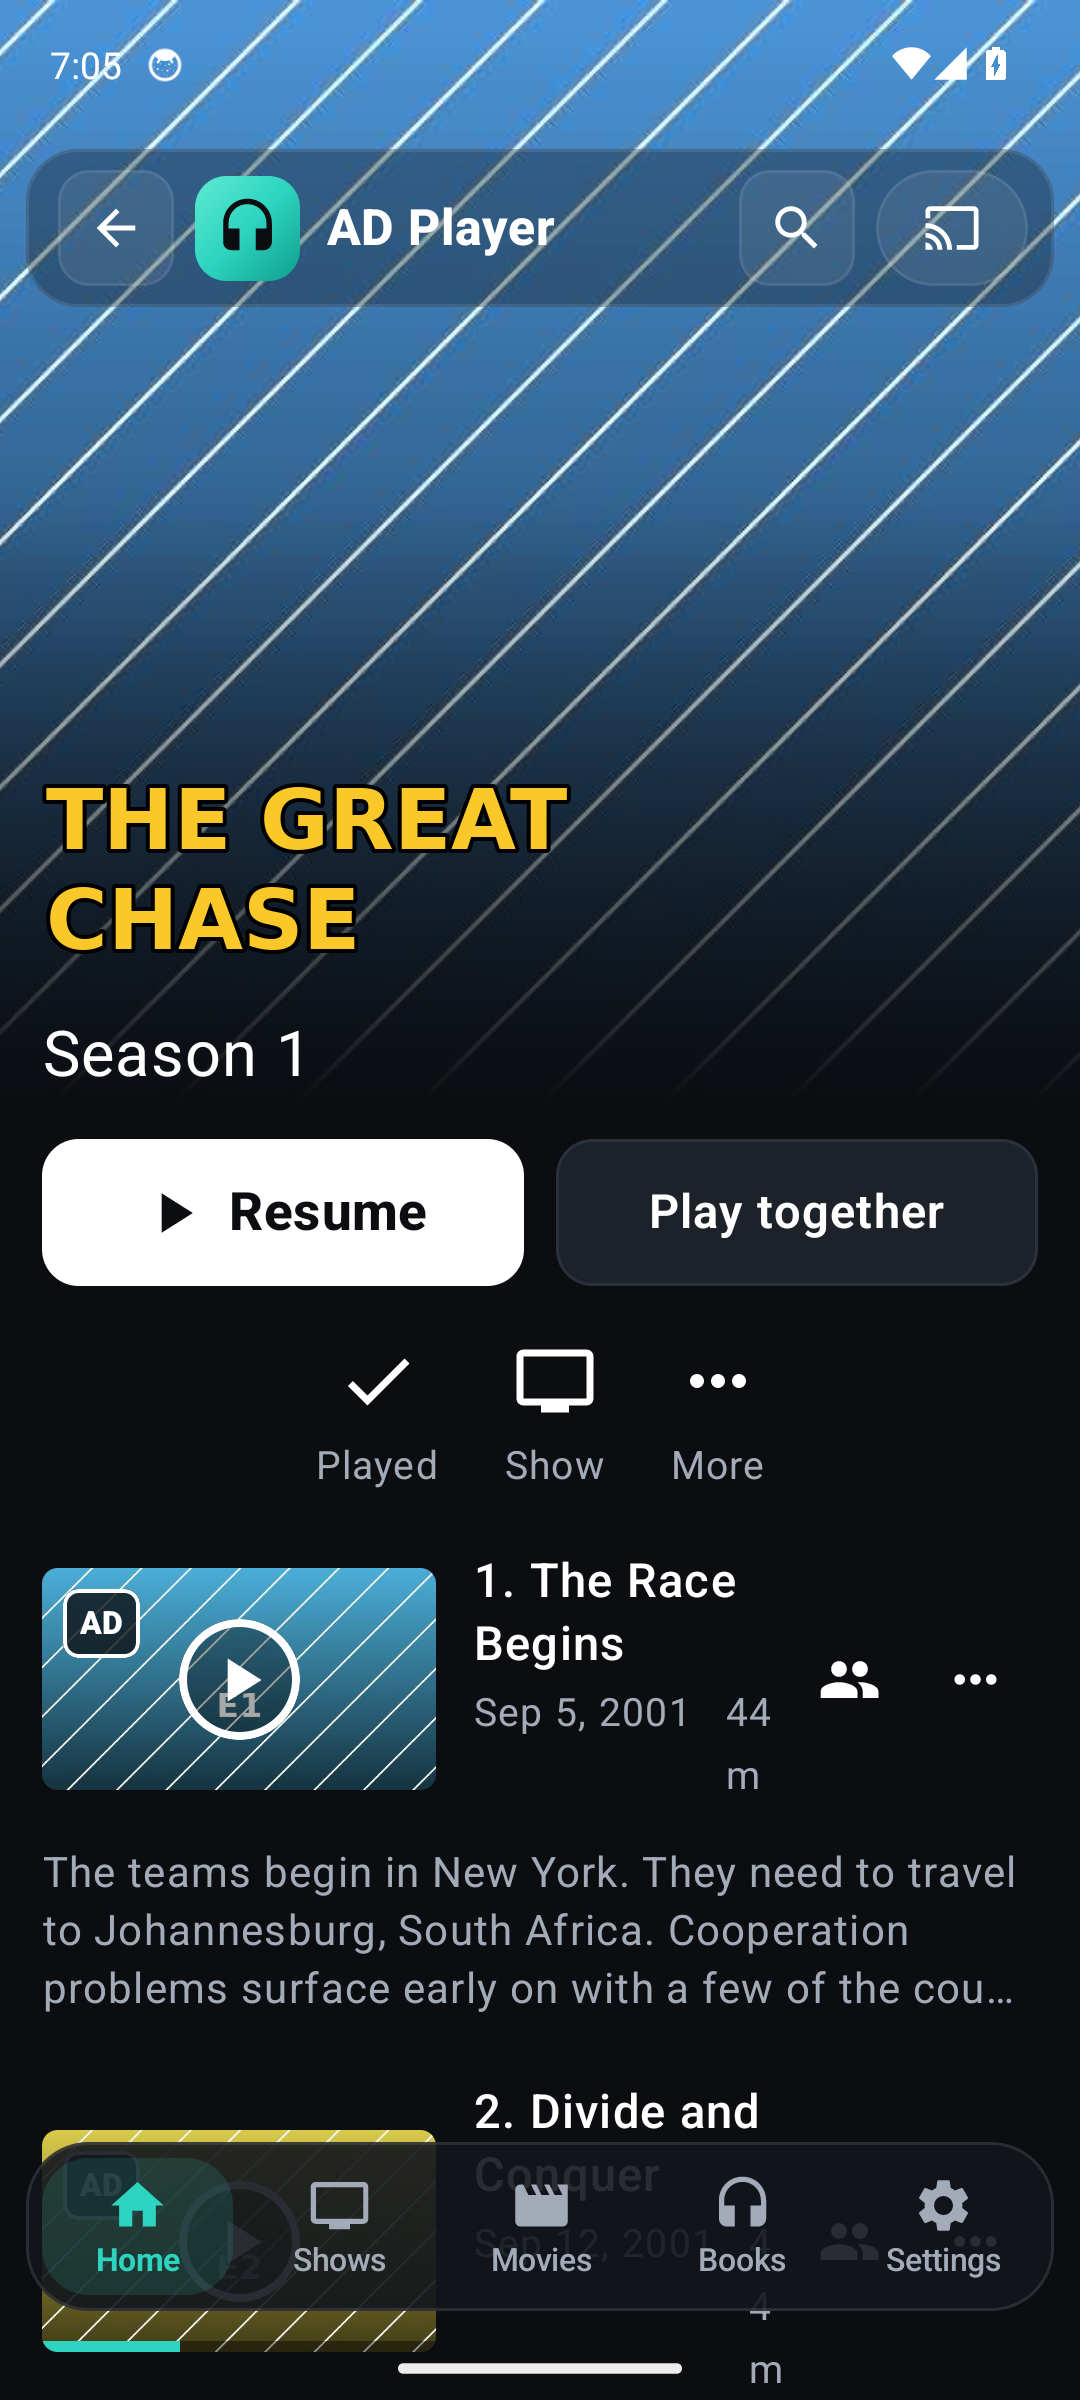 7:05
AD Player
THE GREAT
CHASE
Season 1
Resume
Play together
Played
Show
More
AD
E1
1. The Race
Begins
Sep 5, 2001 44
m
The teams begin in New York. They need to travel
to Johannesburg, South Africa. Cooperation
problems surface early on with a few of the cou…
2. Divide and
Conquer
AD
E2
Sep 12, 2001 4
4
m
Home
Shows
Movies
Books
Settings